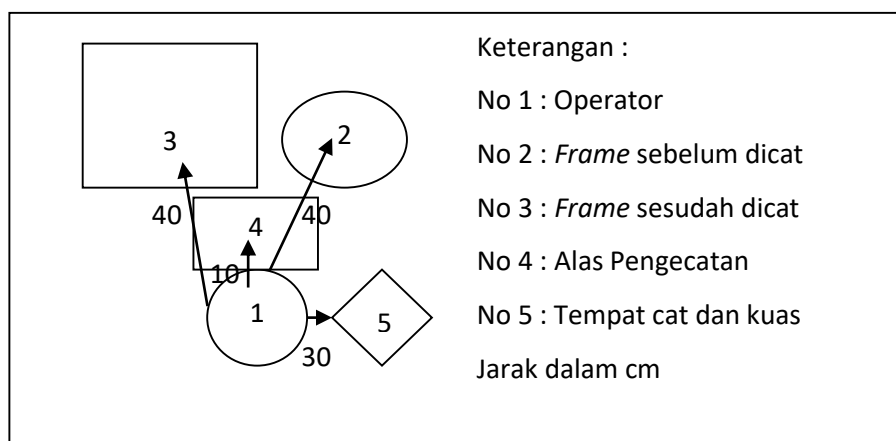 3
2
40
4
40
10
1
5
30
Keterangan :
No 1 : Operator
No 2 : Frame sebelum dicat
No 3 : Frame sesudah dicat
No 4 : Alas Pengecatan
No 5 : Tempat cat dan kuas
Jarak dalam cm